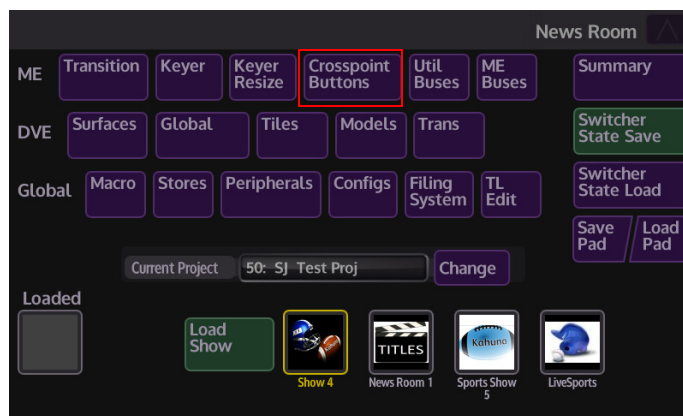 News Room
ME
Transition
Keyer
Keyer
Resize
Crosspoint
Buttons
Util
Buses
ME
Buses
Summary
DVE
Surfaces
Global
Tiles
Models
Trans
Switcher
State Save
Global
Macro
Stores
Peripherals
Configs
Filing
System
TL
Edit
Switcher
State Load
Save
Pad
Load
Pad
Current Project
50: SJ Test Proj
Change
Loaded
Load
Show
TITLES
Kahuna
Show 4
News Room 1
Sports Show
5
LiveSports